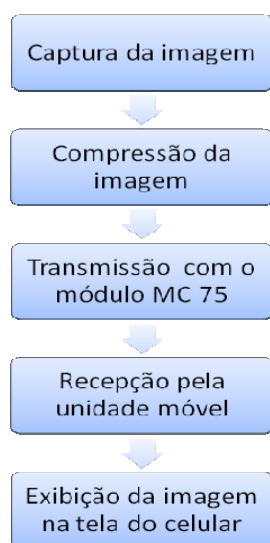 Captura da imagem
Compressão da
imagem
Transmissão com o
módulo MC 75
Recepção pela
unidade móvel
Exibição da imagem
na tela do celular